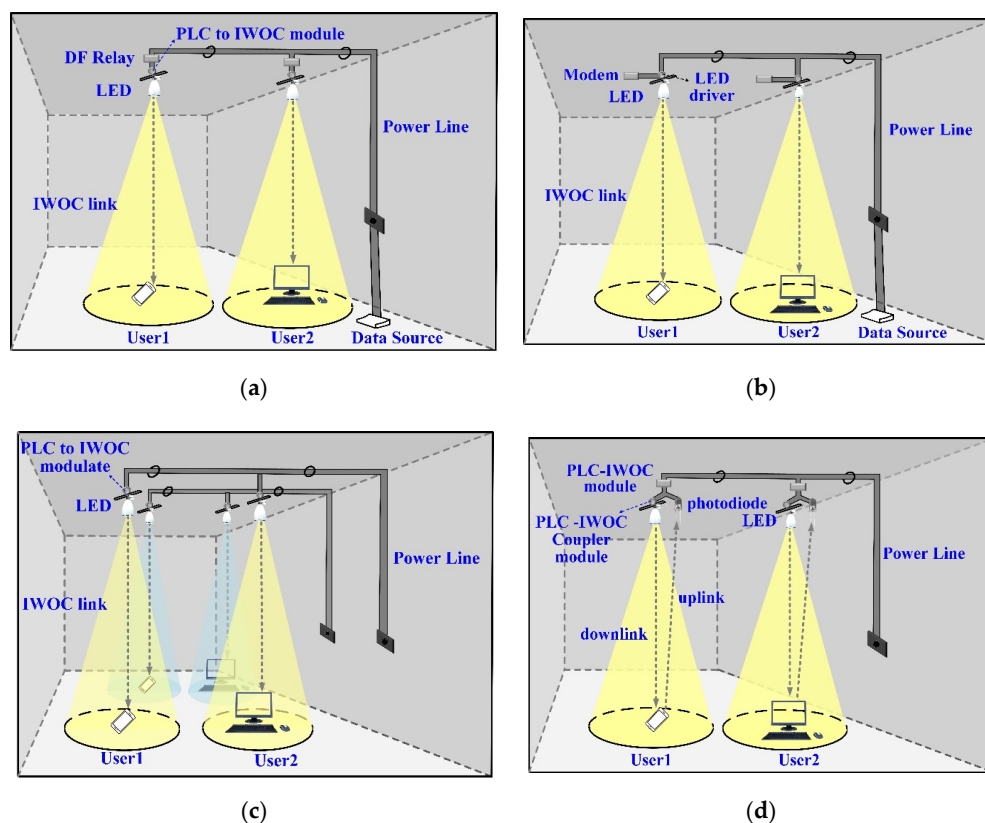 PLC to IWOC module
DF Relay
LED
Power Line
IWOC link
User1
User2
Data Source
(a)
Modem
LED
LED
driver
Power Line
IWOC link
User1
User2
Data Source
(b)
PLC to IWOC
modulate
LED
Power Line
IWOC link
User1
User2
(c)
PLC-IWOC
module
photodiode
PLC -IWOC
LED
Coupler
module
Power Line
uplink
downlink
User1
User2
(d)